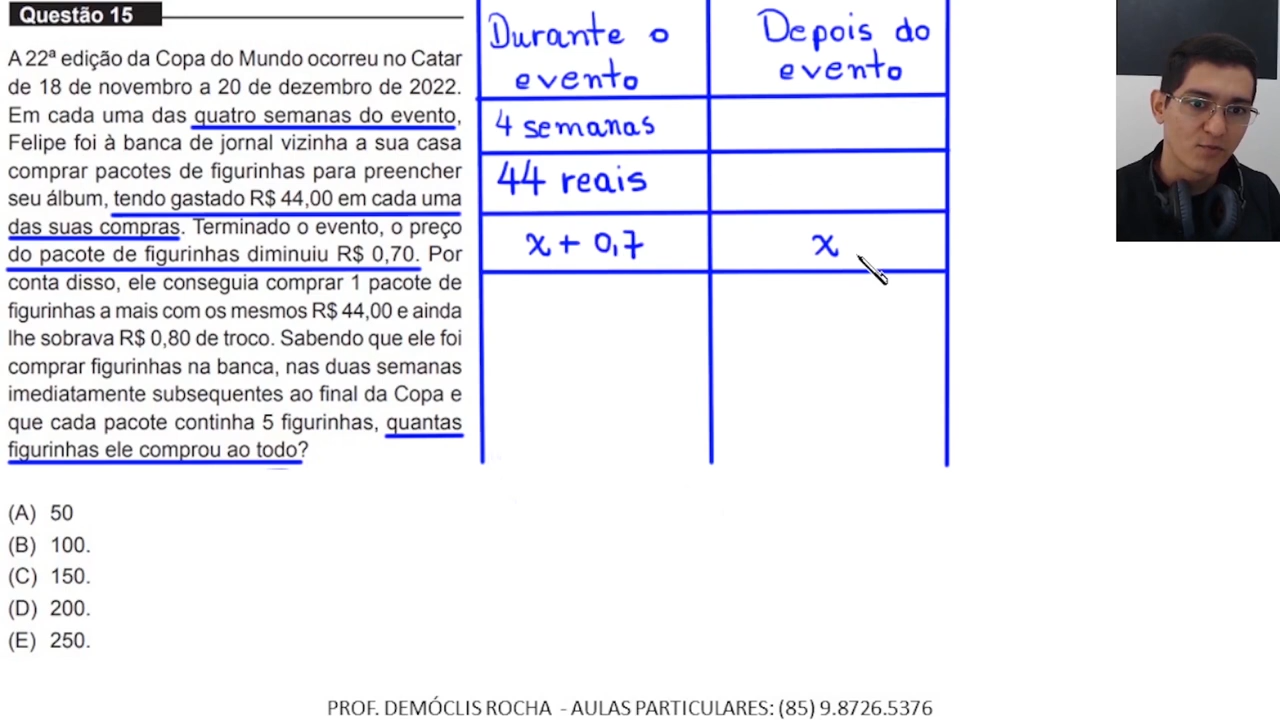 Questão 15
A 22ª edição da Copa do Mundo ocorreu no Catar
de 18 de novembro a 20 de dezembro de 2022.
Em cada uma das quatro semanas do evento,
Felipe foi à banca de jornal vizinha a sua casa
comprar pacotes de figurinhas para preencher
seu álbum, tendo gastado R$ 44,00 em cada uma
das suas compras. Terminado o evento, o preço
do pacote de figurinhas diminuiu R$ 0,70. Por
conta disso, ele conseguia comprar 1 pacote de
figurinhas a mais com os mesmos R$ 44,00 e ainda
lhe sobrava R$ 0,80 de troco. Sabendo que ele foi
comprar figurinhas na banca, nas duas semanas
imediatamente subsequentes ao final da Copa e
que cada pacote continha 5 figurinhas, quantas
figurinhas ele comprou ao todo?
(A) 50
(B) 100.
(C) 150.
(D) 200.
(E) 250.
Durante o
evento
Depois do
evento
4 semanas
44 reais
x + 0,7
x
PROF. DEMÓCLIS ROCHA - AULAS PARTICULARES: (85) 9.8726.5376